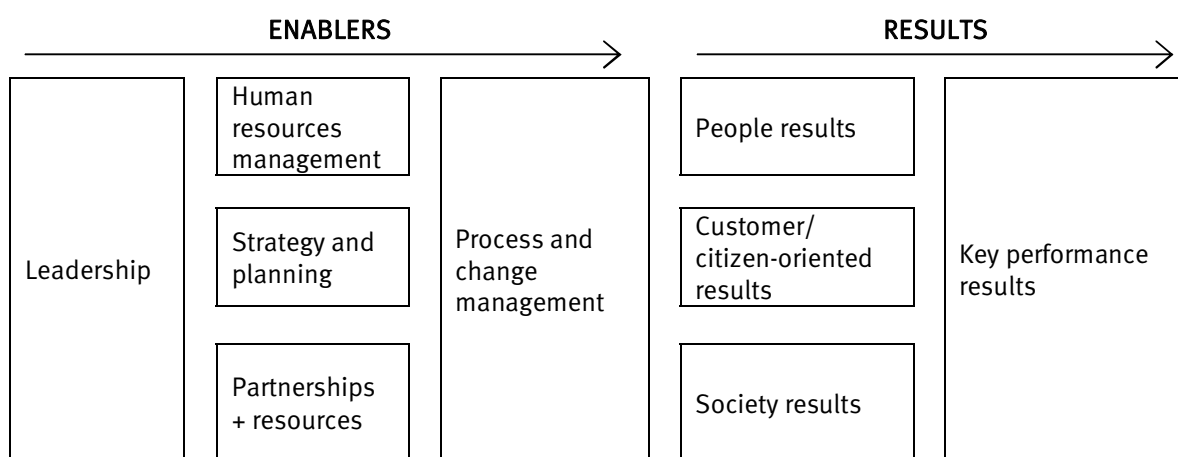 ENABLERS
RESULTS
Leadership
Human
resources
management
Strategy and
planning
Partnerships
+ resources
Process and
change
management
People results
Customer/
citizen-oriented
results
Society results
Key performance
results